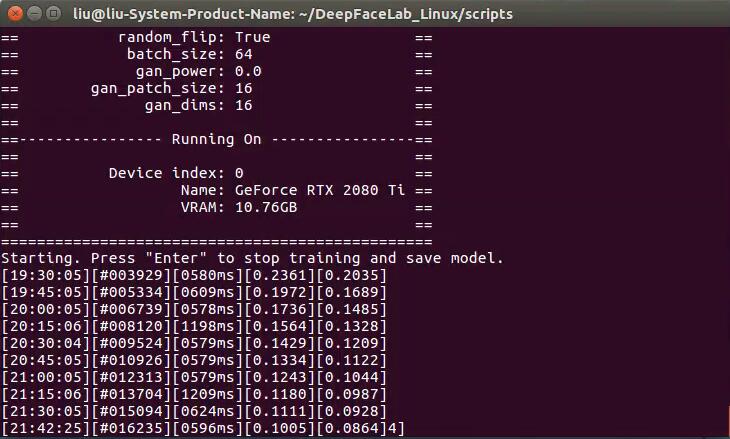 liu@liu-System-Product-Name: ~/DeepFaceLab_Linux/scripts
== random_flip: True ==
== batch_size: 64 ==
== gan_power: 0.0 ==
== gan_patch_size: 16 ==
== gan_dims: 16 ==
== ==
==---------------- Running On ----------------==
== ==
== Device index: 0 ==
== Name: GeForce RTX 2080 Ti ==
== VRAM: 10.76GB ==
== ==
================================================
Starting. Press "Enter" to stop training and save model.
[19:30:05][#003929][0580ms][0.2361][0.2035]
[19:45:05][#005334][0609ms][0.1972][0.1689]
[20:00:05][#006739][0578ms][0.1736][0.1485]
[20:15:06][#008120][1198ms][0.1564][0.1328]
[20:30:04][#009524][0579ms][0.1429][0.1209]
[20:45:05][#010926][0579ms][0.1334][0.1122]
[21:00:05][#012313][0579ms][0.1243][0.1044]
[21:15:06][#013704][1209ms][0.1180][0.0987]
[21:30:05][#015094][0624ms][0.1111][0.0928]
[21:42:25][#016235][0596ms][0.1005][0.0864]4]